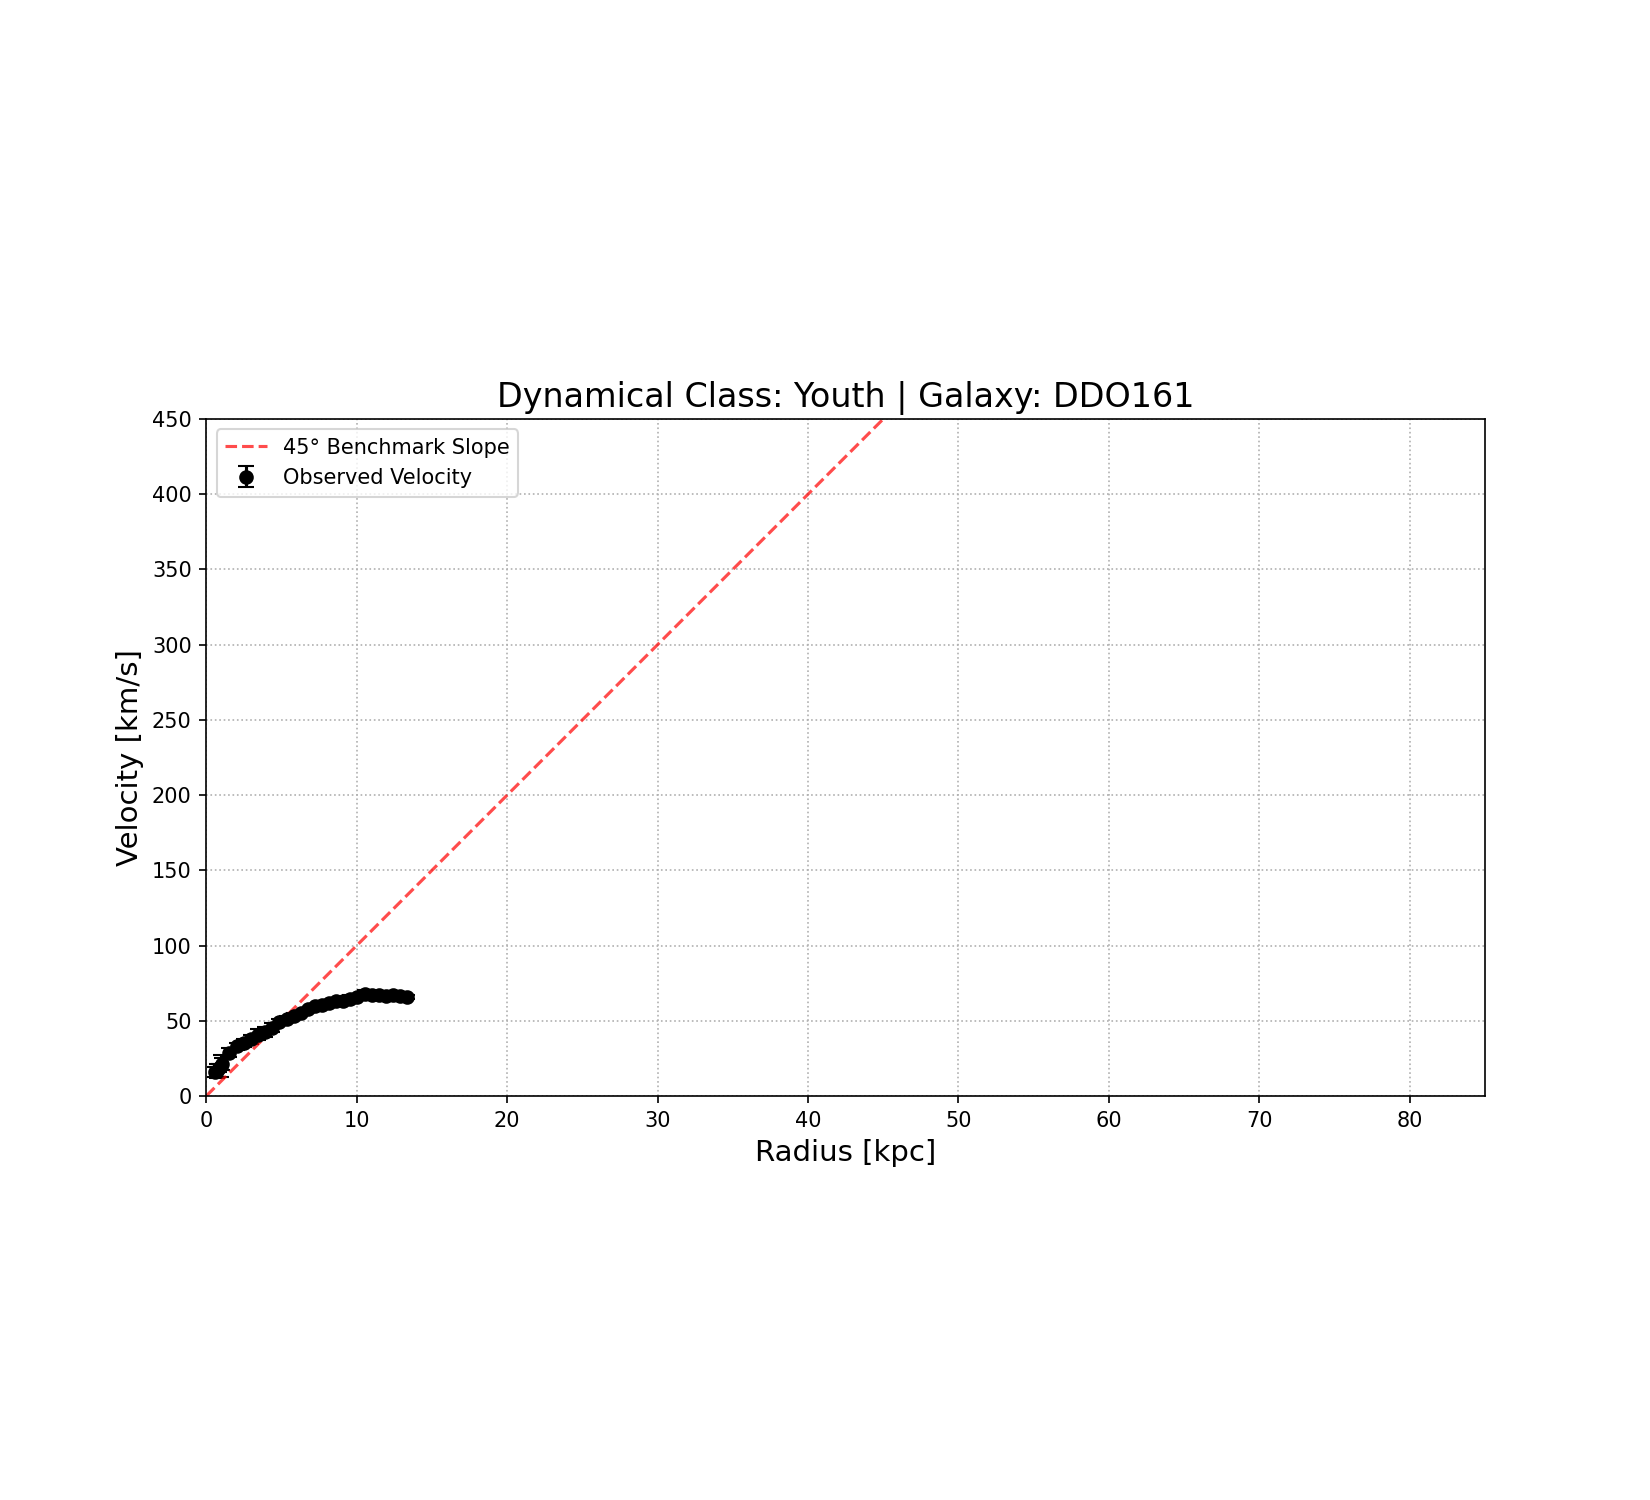 Dynamical Class: Youth | Galaxy: DDO161
450
400
350
300
250
200
150
100
50
0
Velocity [km/s]
45° Benchmark Slope
Observed Velocity
0 10 20 30 40 50 60 70 80
Radius [kpc]